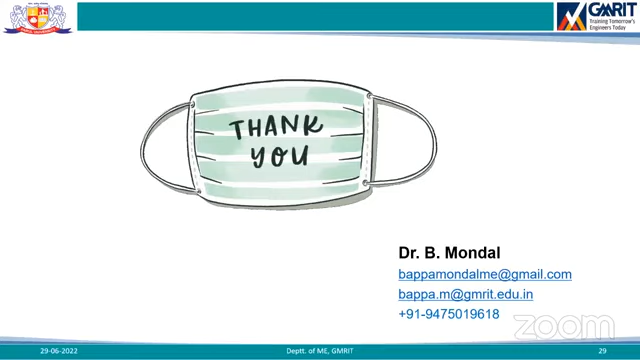 GMRIT
Training Tomorrow's
Engineers Today
THANK
YOU
Dr. B. Mondal
bappamondalme@gmail.com
bappa.m@gmrit.edu.in
+91-9475019618
zoom
29-06-2022
Deptt. of ME, GMRIT
29